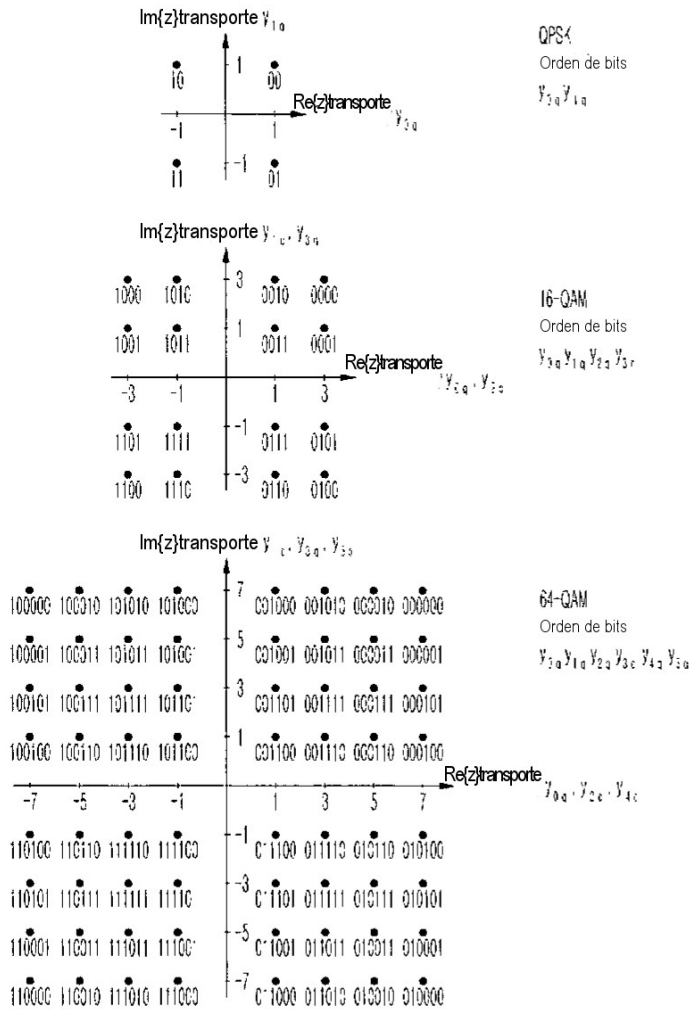 Im{z}transporte y
1
10 00
Re{z}transporte
-1 1
-1
11 01
QPSK
Orden de bits
Im{z}transporte
3
1000 1010 0010 0000
1
1001 1011 0011 0001
Re{z}transporte
-3 -1 1 3
-1
1101 1111 0111 0101
-3
1100 1110 0110 0100
16-QAM
Orden de bits
Im{z}transporte
7
100000 100010 101010 101000 001000 001010 000010 000000
5
100001 100011 101011 101001 001001 001011 000011 000001
3
100101 100111 101111 101101 001101 001111 000111 000101
1
100100 100110 101110 101100 001100 001110 000110 000100
Re{z}transporte
-7 -5 -3 -1 1 3 5 7
-1
110100 110110 111110 111100 011100 011110 010110 010100
-3
110101 110111 111111 11110 011101 011111 010111 010101
-5
110001 110011 111011 111001 011001 011011 010011 010001
-7
110000 110010 111010 111000 011000 011010 010010 010000
64-QAM
Orden de bits